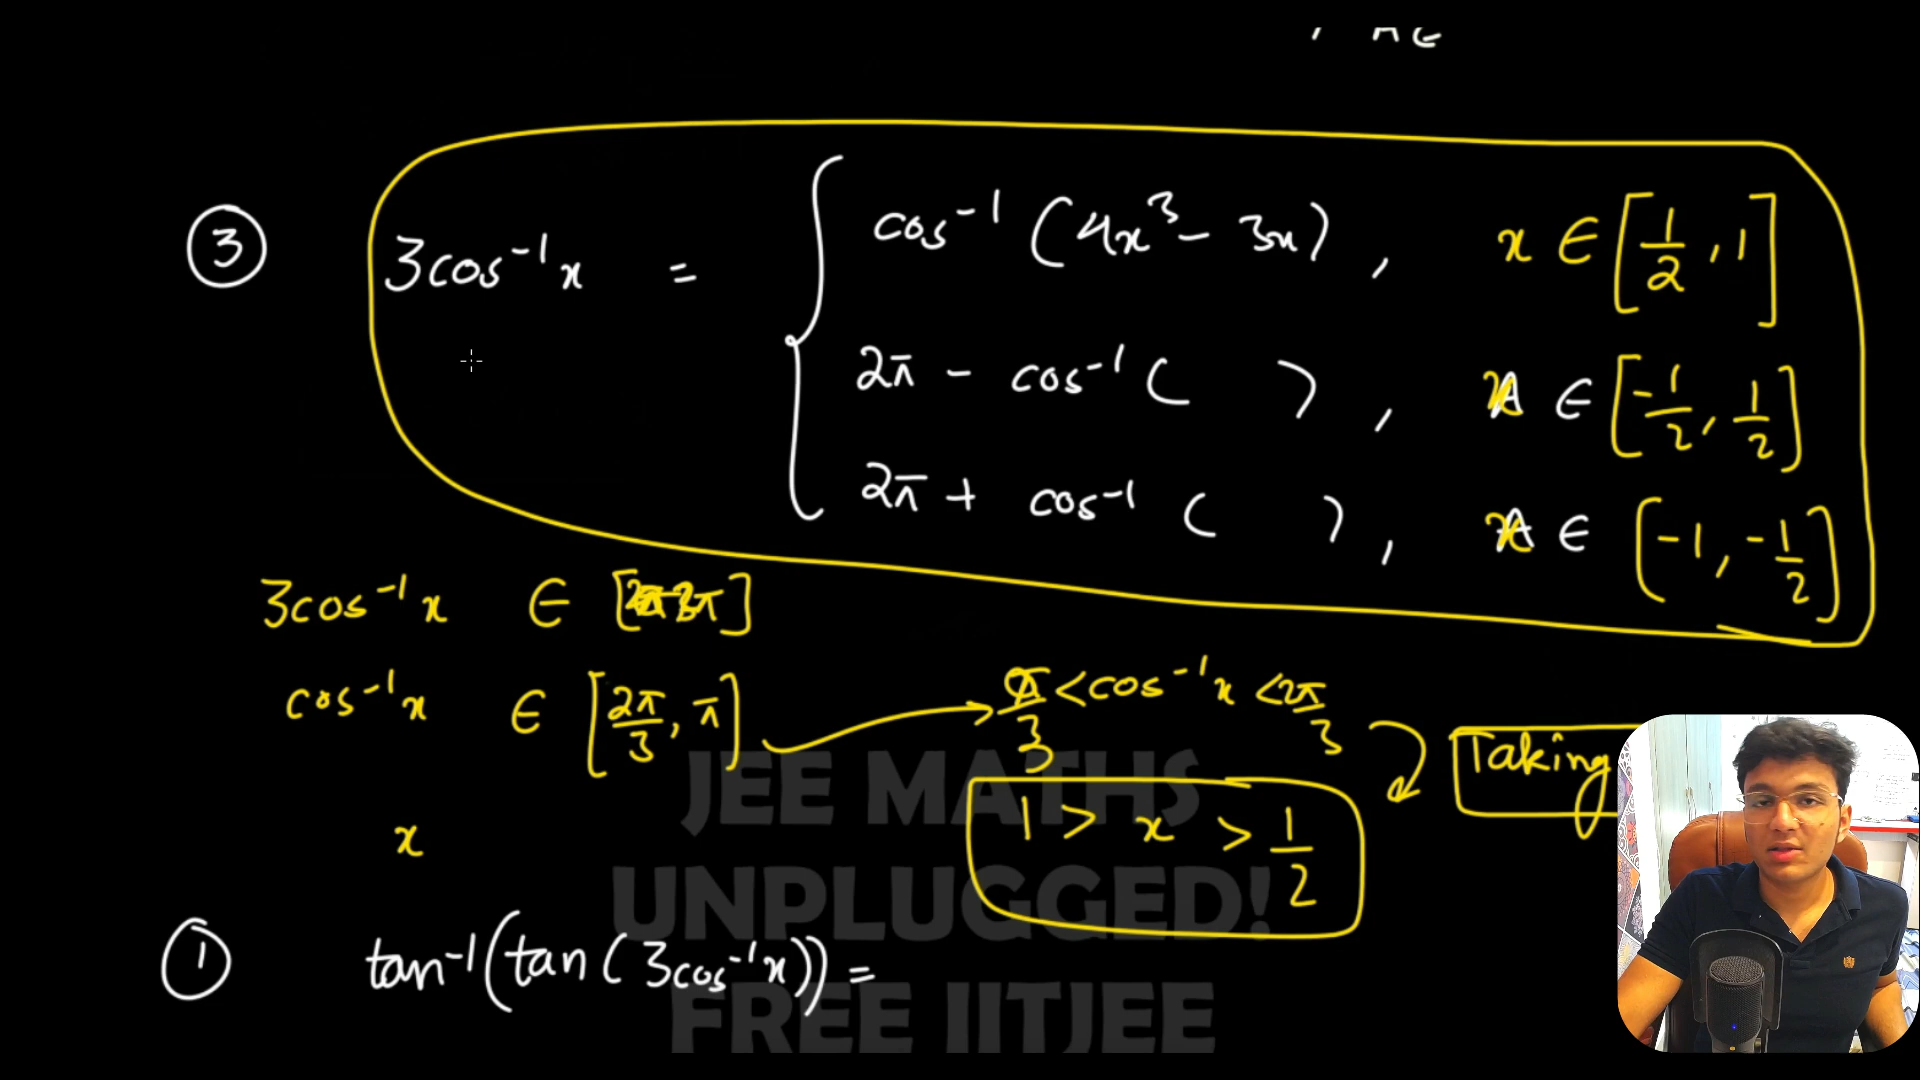 ③ 3cos⁻¹x = { cos⁻¹(4x³ - 3x), x ∈ [1/2, 1]
2π - cos⁻¹( ), x ∈ [-1/2, 1/2]
2π + cos⁻¹( ), x ∈ [-1, -1/2]
3cos⁻¹x ∈ [ 3π]
cos⁻¹x ∈ [2π/3, π]
π/3 < cos⁻¹x < 2π/3
Taking
x
1 > x > 1/2
① tan⁻¹(tan(3cos⁻¹x)) =
JEE MATHS
UNPLUGGED!
FREE IITJEE